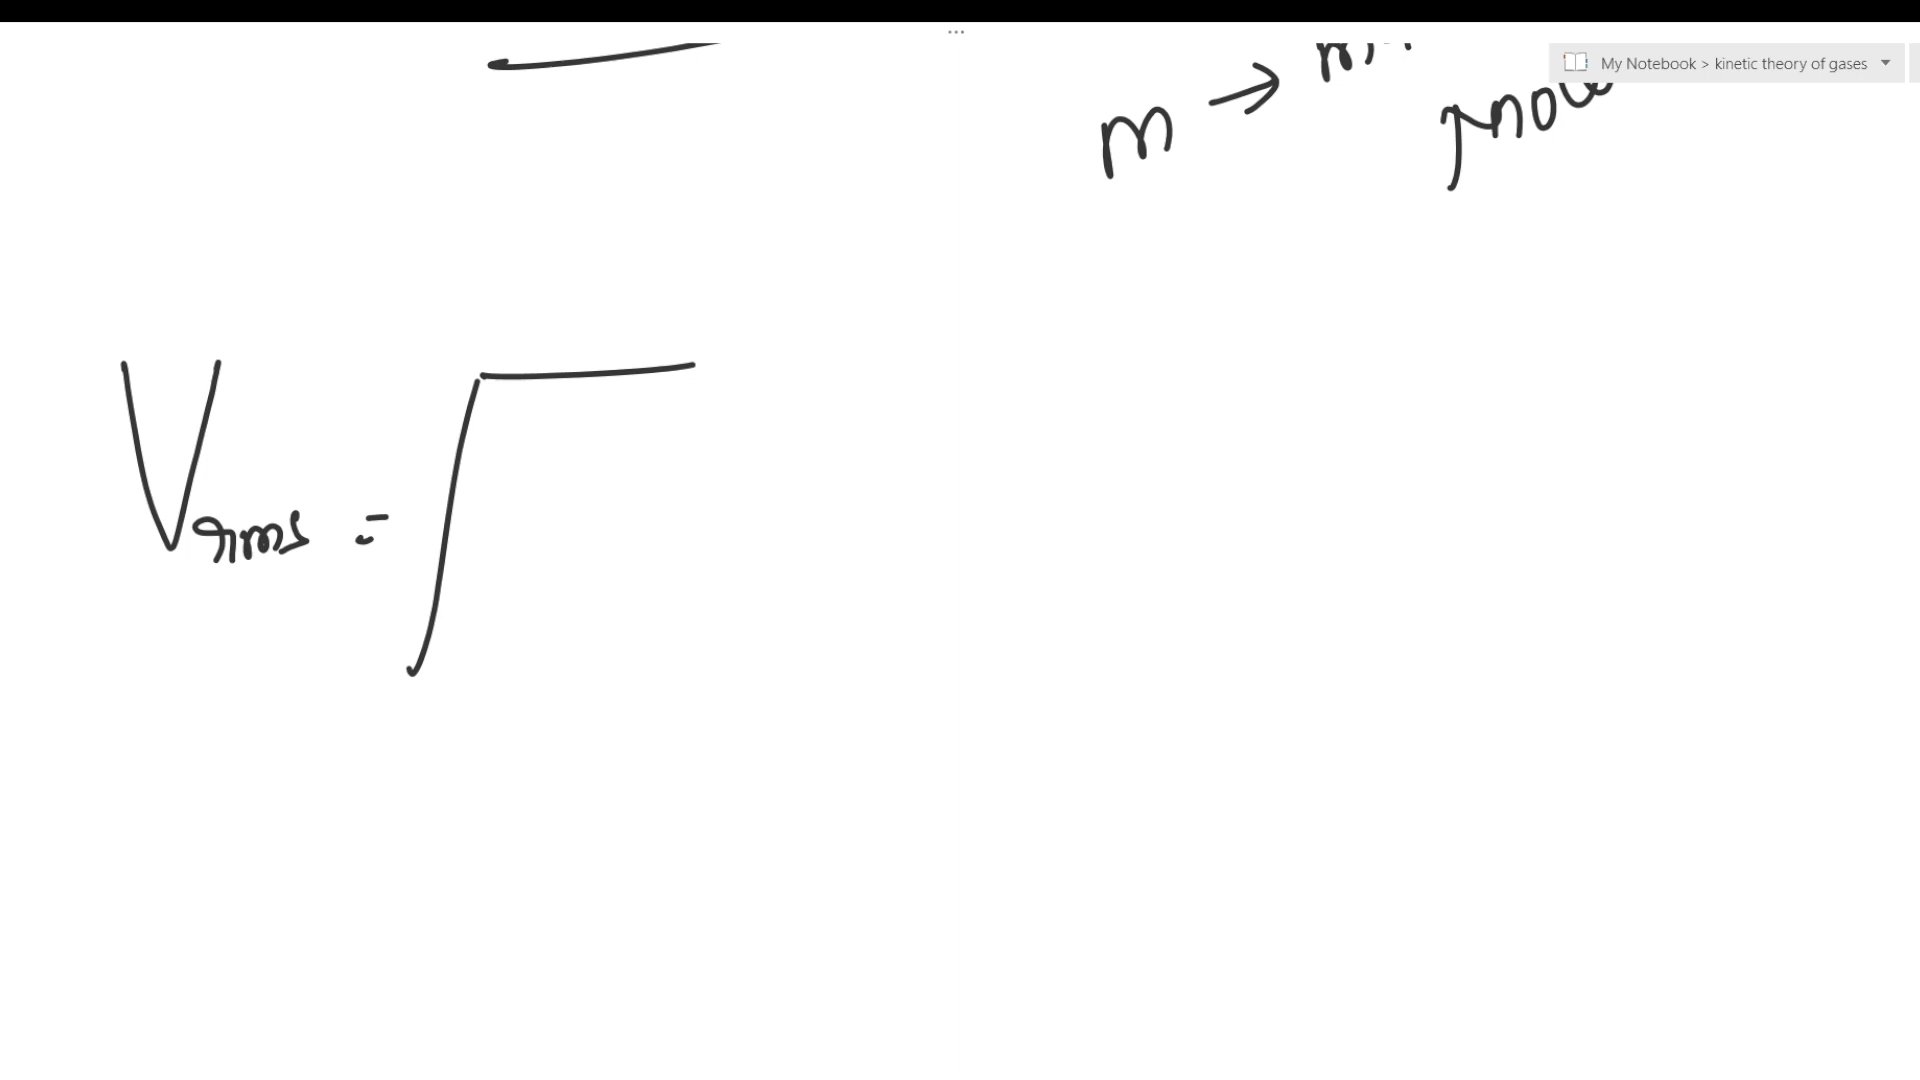 My Notebook > kinetic theory of gases
m →
Vrms = √